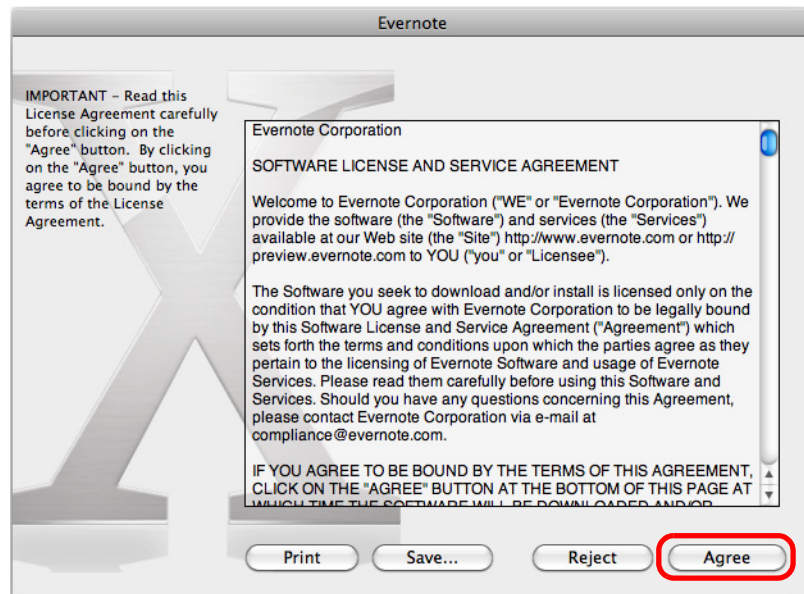 Evernote
IMPORTANT – Read this
License Agreement carefully
before clicking on the
"Agree" button.  By clicking
on the "Agree" button, you
agree to be bound by the
terms of the License
Agreement.
Evernote Corporation
SOFTWARE LICENSE AND SERVICE AGREEMENT
Welcome to Evernote Corporation ("WE" or "Evernote Corporation"). We
provide the software (the "Software") and services (the "Services")
available at our Web site (the "Site") http://www.evernote.com or http://
preview.evernote.com to YOU ("you" or "Licensee").
The Software you seek to download and/or install is licensed only on the
condition that YOU agree with Evernote Corporation to be legally bound
by this Software License and Service Agreement ("Agreement") which
sets forth the terms and conditions upon which the parties agree as they
pertain to the licensing of Evernote Software and usage of Evernote
Services. Please read them carefully before using this Software and
Services. Should you have any questions concerning this Agreement,
please contact Evernote Corporation via e-mail at
compliance@evernote.com.
IF YOU AGREE TO BE BOUND BY THE TERMS OF THIS AGREEMENT,
CLICK ON THE "AGREE" BUTTON AT THE BOTTOM OF THIS PAGE AT
WHICH TIME THE SOFTWARE WILL BE DOWNLOADED AND/OR
Print
Save...
Reject
Agree